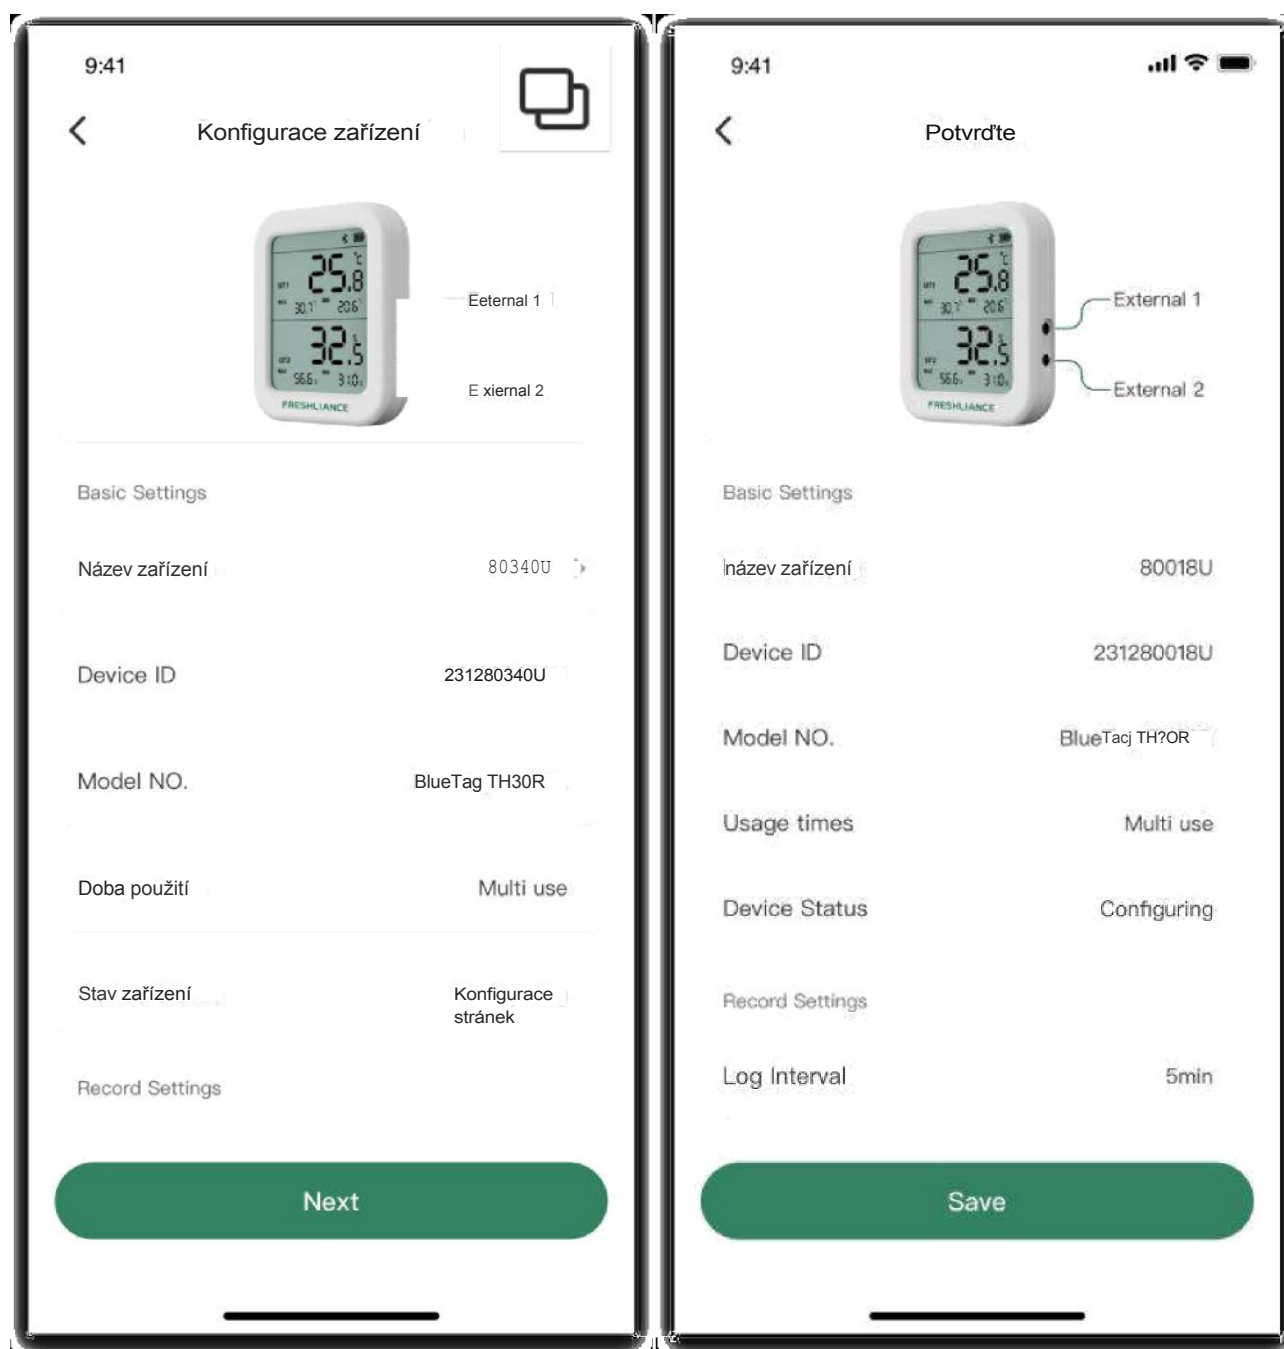 9:41
Konfigurace zařízení
25.8
30.7
20.6
32.5
56.6
31.0
FRESHLIANCE
Eeternal 1
E xiernal 2
Basic Settings
Název zařízení 80340U
Device ID 231280340U
Model NO. BlueTag TH30R
Doba použití Multi use
Stav zařízení Konfigurace
stránek
Record Settings
Next
9:41
Potvrďte
25.8
30.7
20.6
32.5
56.6
31.0
FRESHLIANCE
External 1
External 2
Basic Settings
název zařízení 80018U
Device ID 231280018U
Model NO. BlueTacj TH?OR
Usage times Multi use
Device Status Configuring
Record Settings
Log Interval 5min
Save